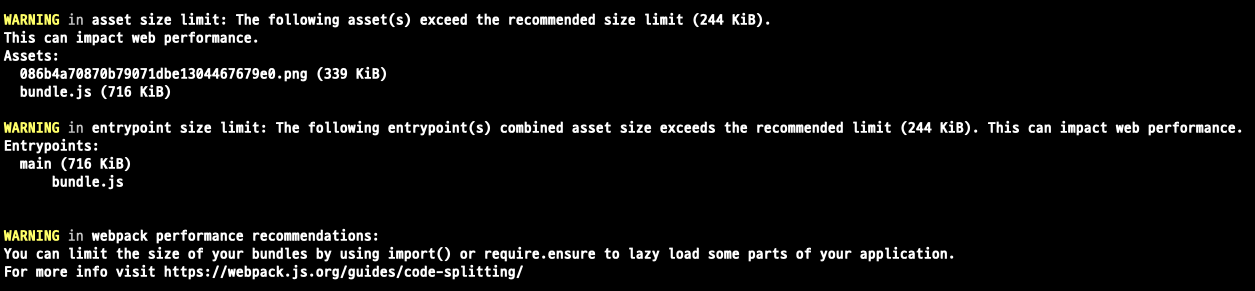 WARNING in asset size limit: The following asset(s) exceed the recommended size limit (244 KiB).
This can impact web performance.
Assets:
  086b4a70870b79071dbe1304467679e0.png (339 KiB)
  bundle.js (716 KiB)
WARNING in entrypoint size limit: The following entrypoint(s) combined asset size exceeds the recommended limit (244 KiB). This can impact web performance.
Entrypoints:
  main (716 KiB)
      bundle.js
WARNING in webpack performance recommendations:
You can limit the size of your bundles by using import() or require.ensure to lazy load some parts of your application.
For more info visit https://webpack.js.org/guides/code-splitting/